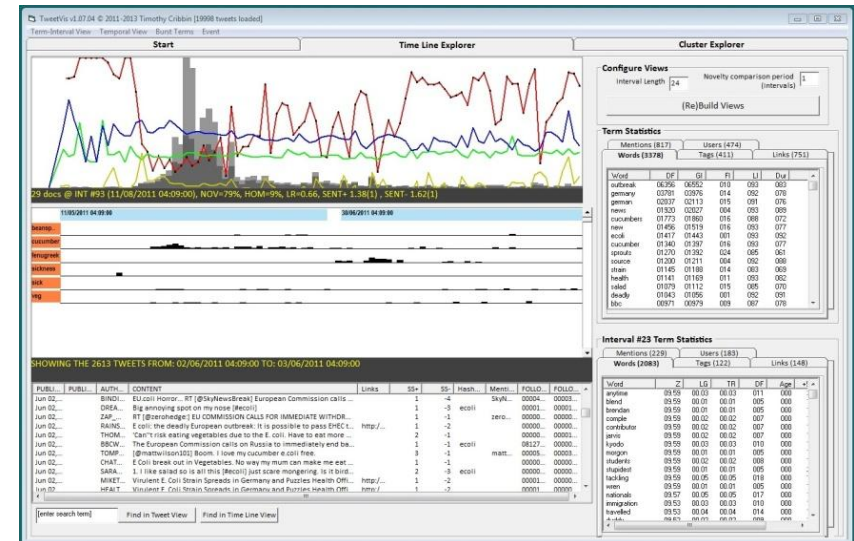 TweetVis v1.07.04 © 2011-2013 Timothy Cribbin [19998 tweets loaded]
Term-Interval View Temporal View Burst Terms Event
Start Time Line Explorer Cluster Explorer
Configure Views
Interval Length 24 Novelty comparison period (intervals) 1
(Re)Build Views
29 docs @ INT #93 (11/08/2011 04:09:00), NOV=79%, HOM=9%, LR=0.66, SENT+ 1.38(1) , SENT- 1.62(1)
Term Statistics
Mentions (817) Users (474)
Words (3378) Tags (411) Links (751)
Word DF GI FI LI Dur
outbreak 06356 06552 010 093 083
germany 03781 03976 014 092 078
german 02037 02113 015 091 076
news 01920 02027 004 093 089
cucumbers 01773 01860 016 088 072
new 01456 01519 016 093 077
ecoli 01417 01443 001 093 092
cucumber 01340 01397 016 093 077
sprouts 01270 01392 024 085 061
source 01200 01211 004 092 088
strain 01145 01188 014 083 069
health 01141 01169 011 093 082
salad 01079 01112 015 085 070
deadly 01043 01056 001 092 091
bbc 00971 00979 009 087 078
11/05/2011 04:09:00 30/06/2011 04:09:00
beansp..
cucumber
fenugreek
sickness
sick
veg
SHOWING THE 2613 TWEETS FROM: 02/06/2011 04:09:00 TO: 03/06/2011 04:09:00
PUBLI... PUBLI... AUTH... CONTENT Links SS+ SS- Hash... Menti... FOLLO... FOLLO...
Jun 02,... BINDI... EU.coli Horror... RT [@SkyNewsBreak] European Commission calls ... 1 -4 SkyN... 00004... 00003...
Jun 02,... DREA... Big annoying spot on my nose [#ecoli] 1 -3 ecoli 00001... 00001...
Jun 02,... ZAP_... RT [@zerohedge:] EU COMMISSION CALLS FOR IMMEDIATE WITHDR... 1 -1 zero... 00000... 00000...
Jun 02,... RAINS... E coli: the deadly European outbreak: It is possible to pass EHEC t... http:/... 1 -2 00001... 00000...
Jun 02,... THOM... "Can"t risk eating vegetables due to the E. coli. Have to eat more ... 2 -1 00000... 00000...
Jun 02,... BBCW... The European Commission calls on Russia to immediately end ba... 1 -1 ecoli 08127... 00000...
Jun 02,... TOMP... [@mattwilson101] Boom. I love my cucumber e.coli free. 3 -1 matt... 00005... 00003...
Jun 02,... CHAT... E Coli break out in Vegetables. No way my mum can make me eat ... 1 -1 00000... 00000...
Jun 02,... SARA... 1. I like salad so is all this [#ecoli] just scare mongering. Is it bird... 1 -3 ecoli 00000... 00000...
Jun 02,... MIKET... Virulent E. Coli Strain Spreads in Germany and Puzzles Health Offi... http:/... 1 -2 00001... 00000...
Jun 02,... HEALT... Virulent E. Coli Strain Spreads in Germany and Puzzles Health Offi... http:/ 1 -2 00001 00000
[enter search term] Find in Tweet View Find in Time Line View
Interval #23 Term Statistics
Mentions (229) Users (183)
Words (2083) Tags (122) Links (148)
Word Z LG TR DF Age
anytime 09.59 00.03 00.03 011 000
blend 09.59 00.01 00.01 005 000
brendan 09.59 00.01 00.01 005 000
comple 09.59 00.02 00.02 007 000
contributor 09.59 00.02 00.02 007 000
jarvis 09.59 00.02 00.02 007 000
kyodo 09.59 00.03 00.03 010 000
morgon 09.59 00.01 00.01 005 000
students 09.59 00.02 00.02 008 000
stupidest 09.59 00.01 00.01 005 000
tackling 09.59 00.05 00.05 018 000
wren 09.59 00.01 00.01 005 000
nationals 09.57 00.05 00.05 017 000
immigration 09.53 00.03 00.03 010 000
travelled 09.53 00.04 00.04 014 000